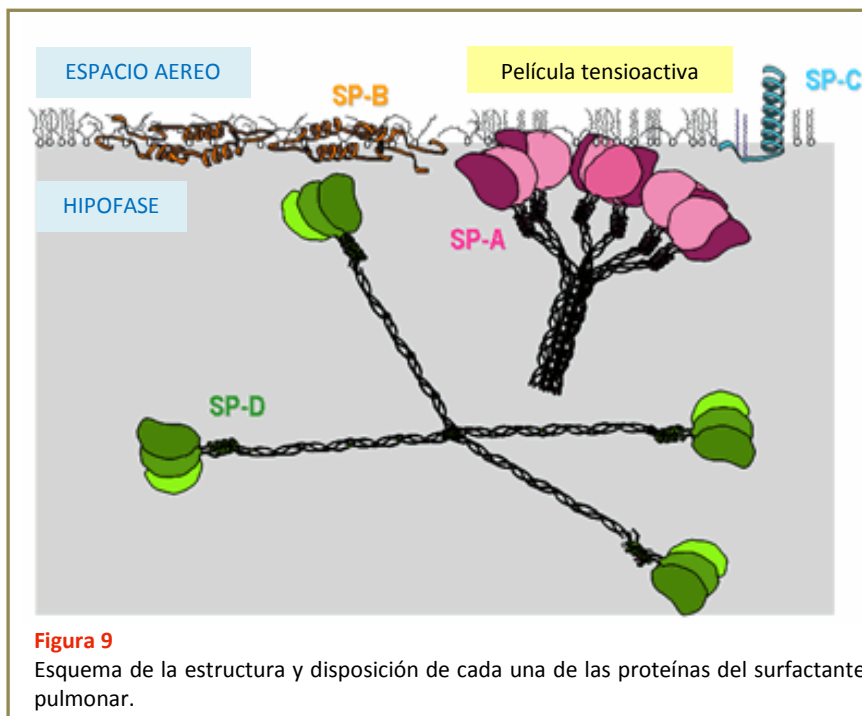 ESPACIO AEREO
Película tensioactiva
SP-C
SP-B
HIPOFASE
SP-A
SP-D
Figura 9
Esquema de la estructura y disposición de cada una de las proteínas del surfactante
pulmonar.